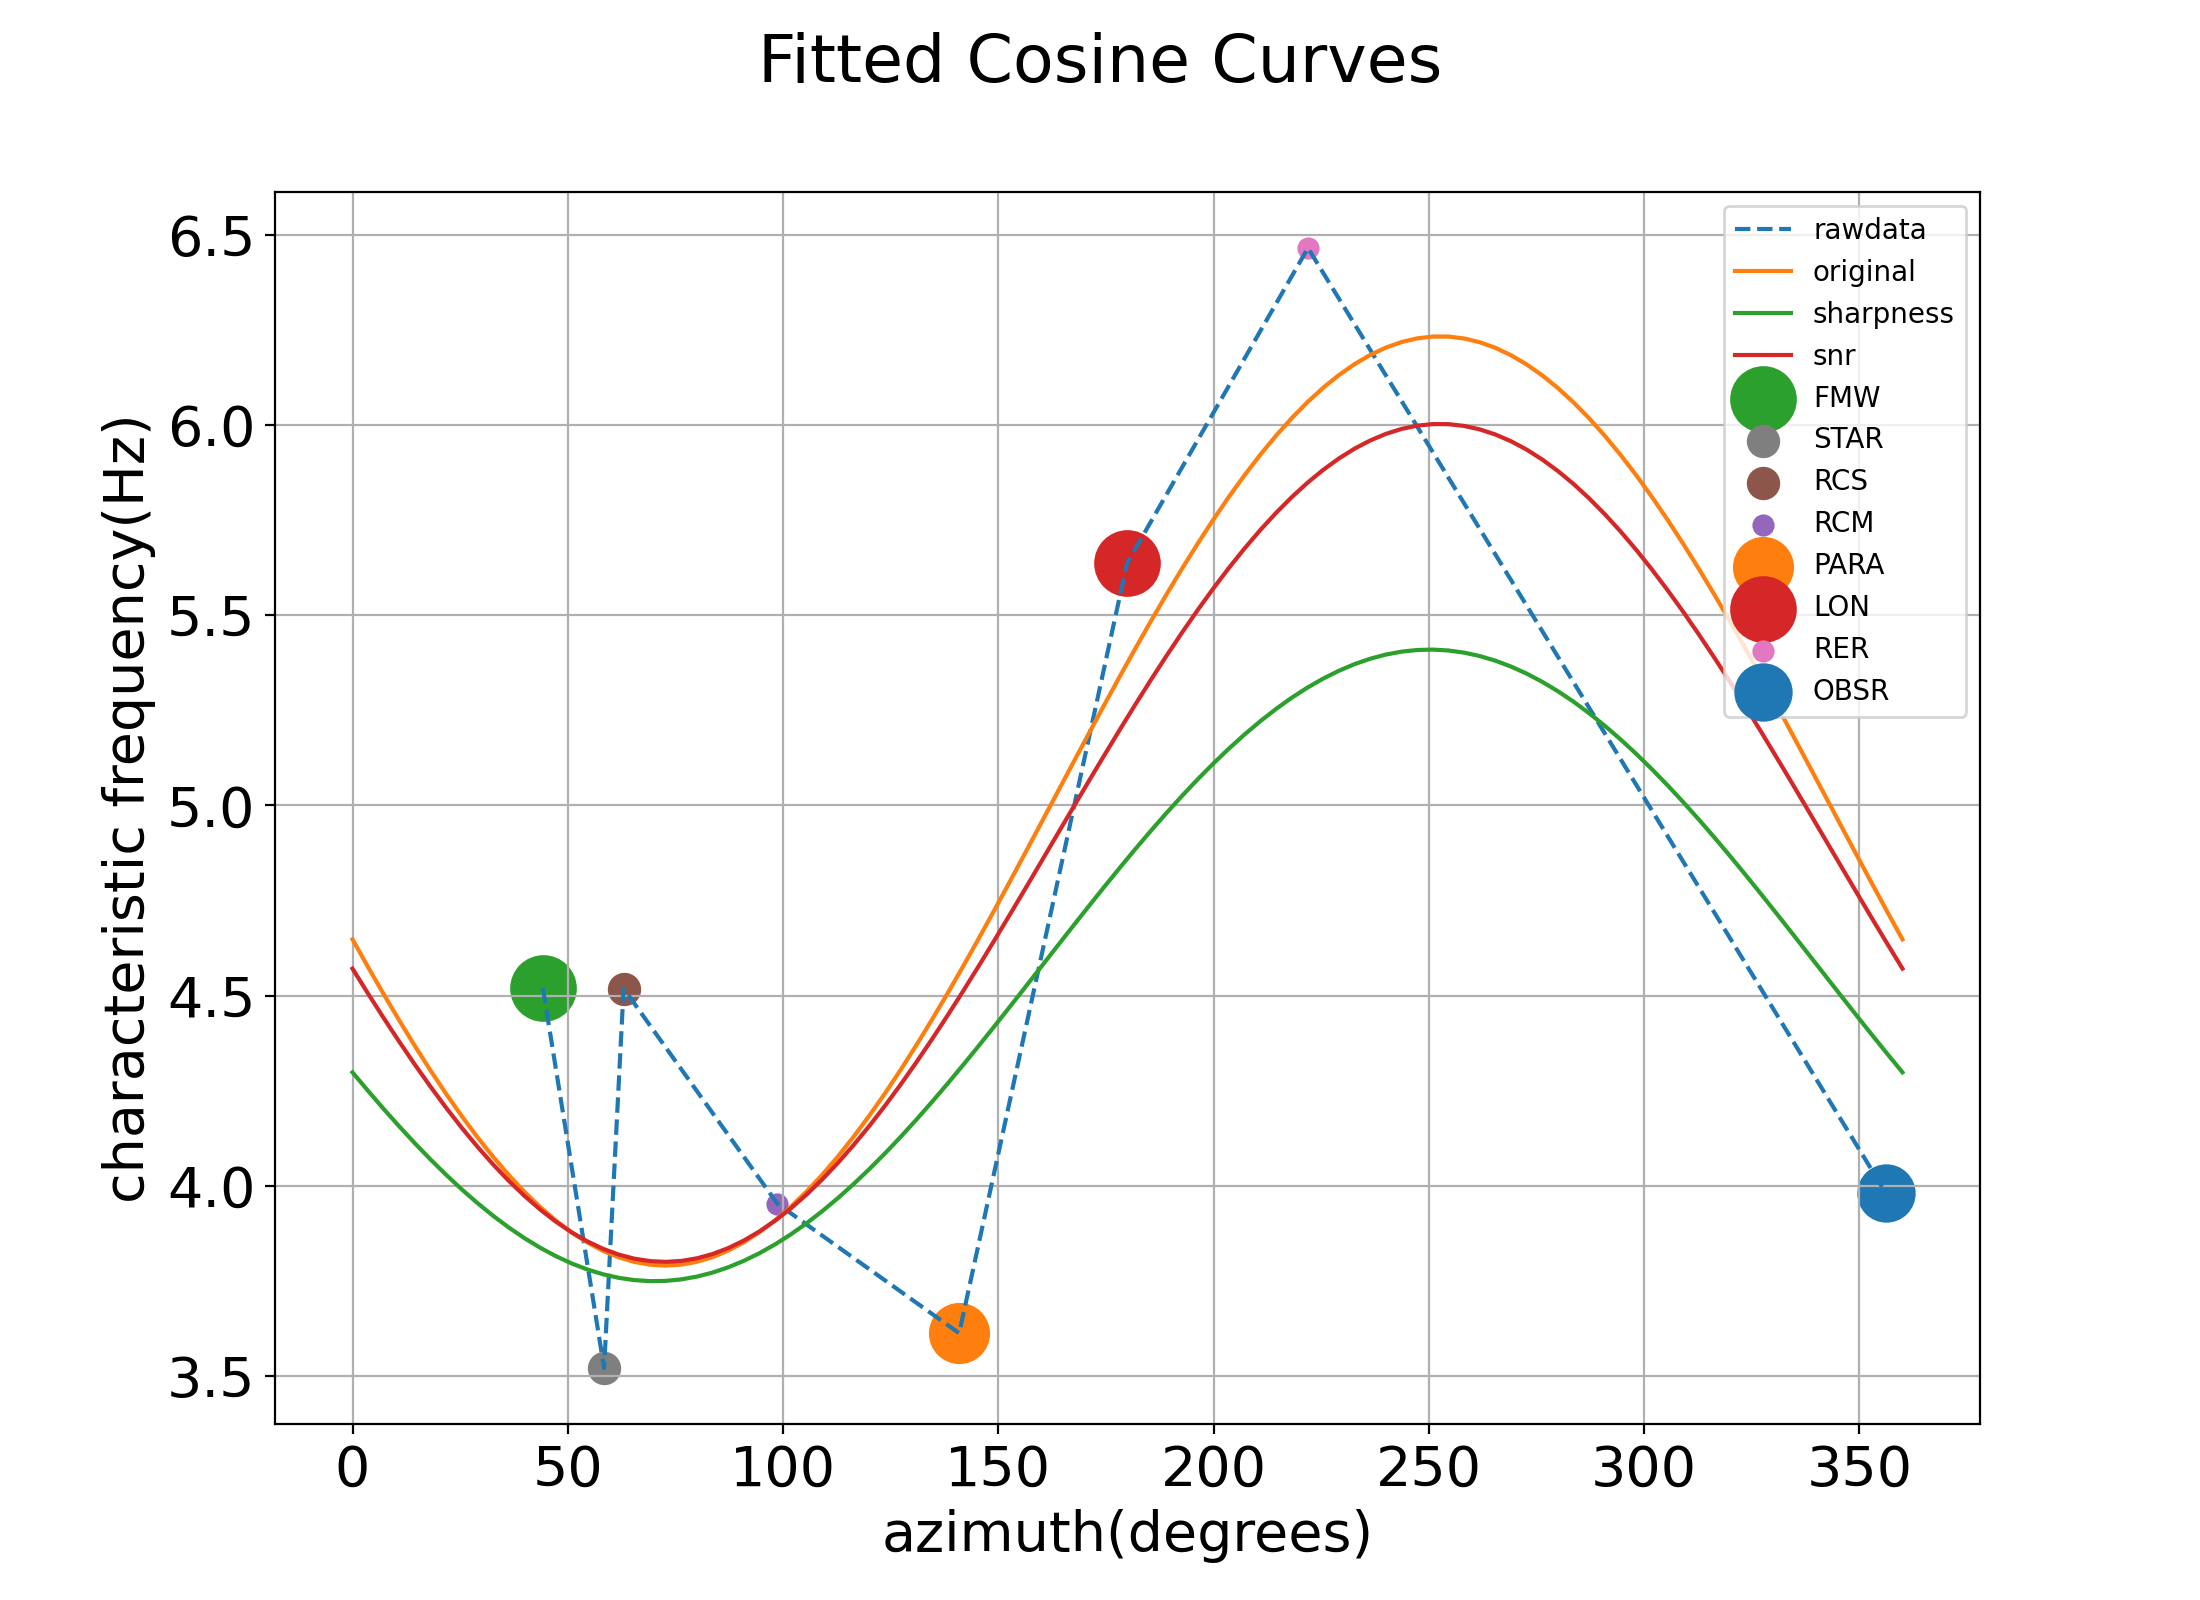 Fitted Cosine Curves
characteristic frequency(Hz)
6.5
6.0
5.5
5.0
4.5
4.0
3.5
rawdata
original
sharpness
snr
FMW
STAR
RCS
RCM
PARA
LON
RER
OBSR
0 50 100 150 200 250 300 350
azimuth(degrees)